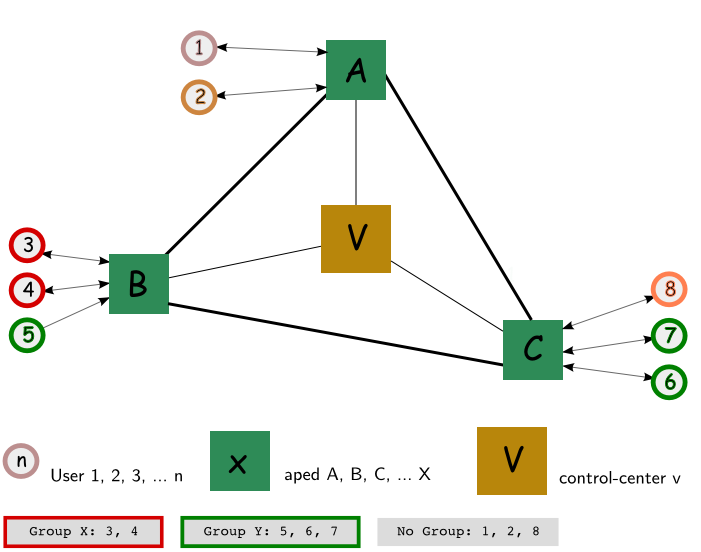 1
A
2
V
3
B
4
5
8
7
C
6
n
User 1, 2, 3, ... n
x
aped A, B, C, ... X
V
control-center v
Group X: 3, 4
Group Y: 5, 6, 7
No Group: 1, 2, 8